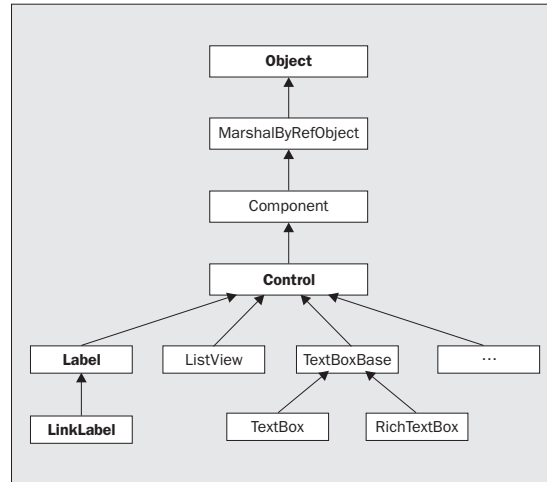 Object
MarshalByRefObject
Component
Control
Label
ListView
TextBoxBase
...
LinkLabel
TextBox
RichTextBox